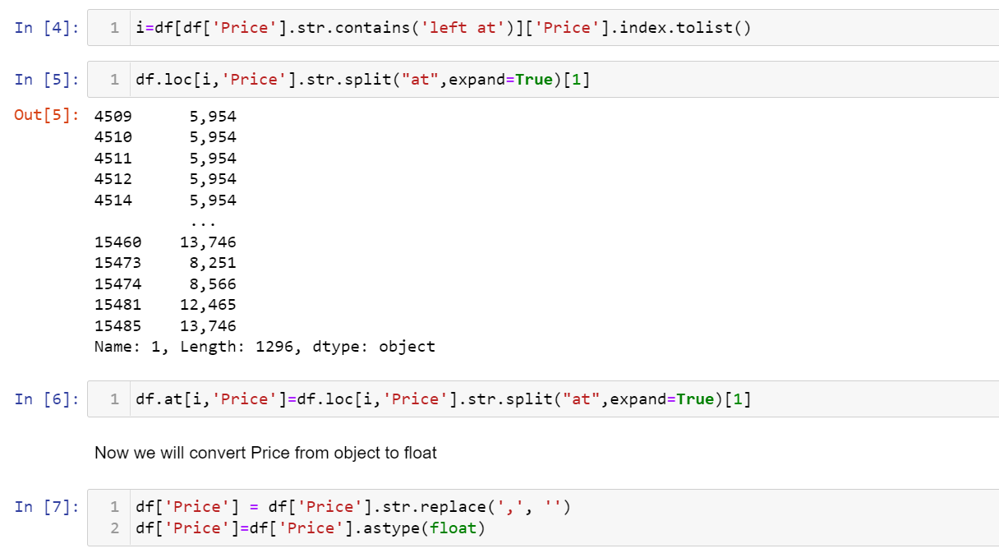 In [4]: 1 i=df[df['Price'].str.contains('left at')]['Price'].index.tolist()
In [5]: 1 df.loc[i,'Price'].str.split("at",expand=True)[1]
Out[5]: 4509 5,954
4510 5,954
4511 5,954
4512 5,954
4514 5,954
...
15460 13,746
15473 8,251
15474 8,566
15481 12,465
15485 13,746
Name: 1, Length: 1296, dtype: object
In [6]: 1 df.at[i,'Price']=df.loc[i,'Price'].str.split("at",expand=True)[1]
Now we will convert Price from object to float
In [7]: 1 df['Price'] = df['Price'].str.replace(',', '')
2 df['Price']=df['Price'].astype(float)